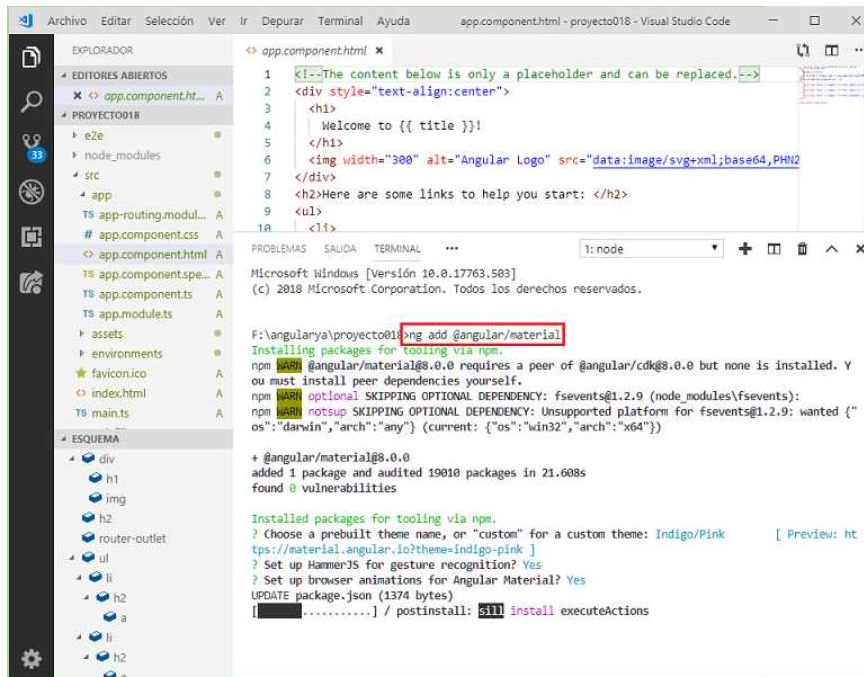 Archivo Editar Selección Ver Ir Depurar Terminal Ayuda app.component.html - proyecto018 - Visual Studio Code
EXPLORADOR
EDITORES ABIERTOS
app.component.ht... A
PROYECTO018
e2e
node_modules
src
app
TS app-routing.modul... A
# app.component.css A
<> app.component.html A
TS app.component.spe... A
TS app.component.ts A
TS app.module.ts A
assets
environments
favicon.ico A
<> index.html A
TS main.ts A
ESQUEMA
div
h1
img
h2
router-outlet
ul
li
h2
a
li
h2
33
<> app.component.html ×
1 <!--The content below is only a placeholder and can be replaced.-->
2 <div style="text-align:center">
3 <h1>
4 Welcome to {{ title }}!
5 </h1>
6 <img width="300" alt="Angular Logo" src="data:image/svg+xml;base64,PHN2
7 </div>
8 <h2>Here are some links to help you start: </h2>
9 <ul>
10 <li>
PROBLEMAS SALIDA TERMINAL ••• 1: node
Microsoft Windows [Versión 10.0.17763.503]
(c) 2018 Microsoft Corporation. Todos los derechos reservados.
F:\angularya\proyecto018>ng add @angular/material
Installing packages for tooling via npm.
npm WARN @angular/material@8.0.0 requires a peer of @angular/cdk@8.0.0 but none is installed. Y
ou must install peer dependencies yourself.
npm WARN optional SKIPPING OPTIONAL DEPENDENCY: fsevents@1.2.9 (node_modules\fsevents):
npm WARN notsup SKIPPING OPTIONAL DEPENDENCY: Unsupported platform for fsevents@1.2.9: wanted {"
os":"darwin","arch":"any"} (current: {"os":"win32","arch":"x64"})
+ @angular/material@8.0.0
added 1 package and audited 19010 packages in 21.608s
found 0 vulnerabilities
Installed packages for tooling via npm.
? Choose a prebuilt theme name, or "custom" for a custom theme: Indigo/Pink [ Preview: ht
tps://material.angular.io?theme=indigo-pink ]
? Set up HammerJS for gesture recognition? Yes
? Set up browser animations for Angular Material? Yes
UPDATE package.json (1374 bytes)
[ ...........] / postinstall: sill install executeActions